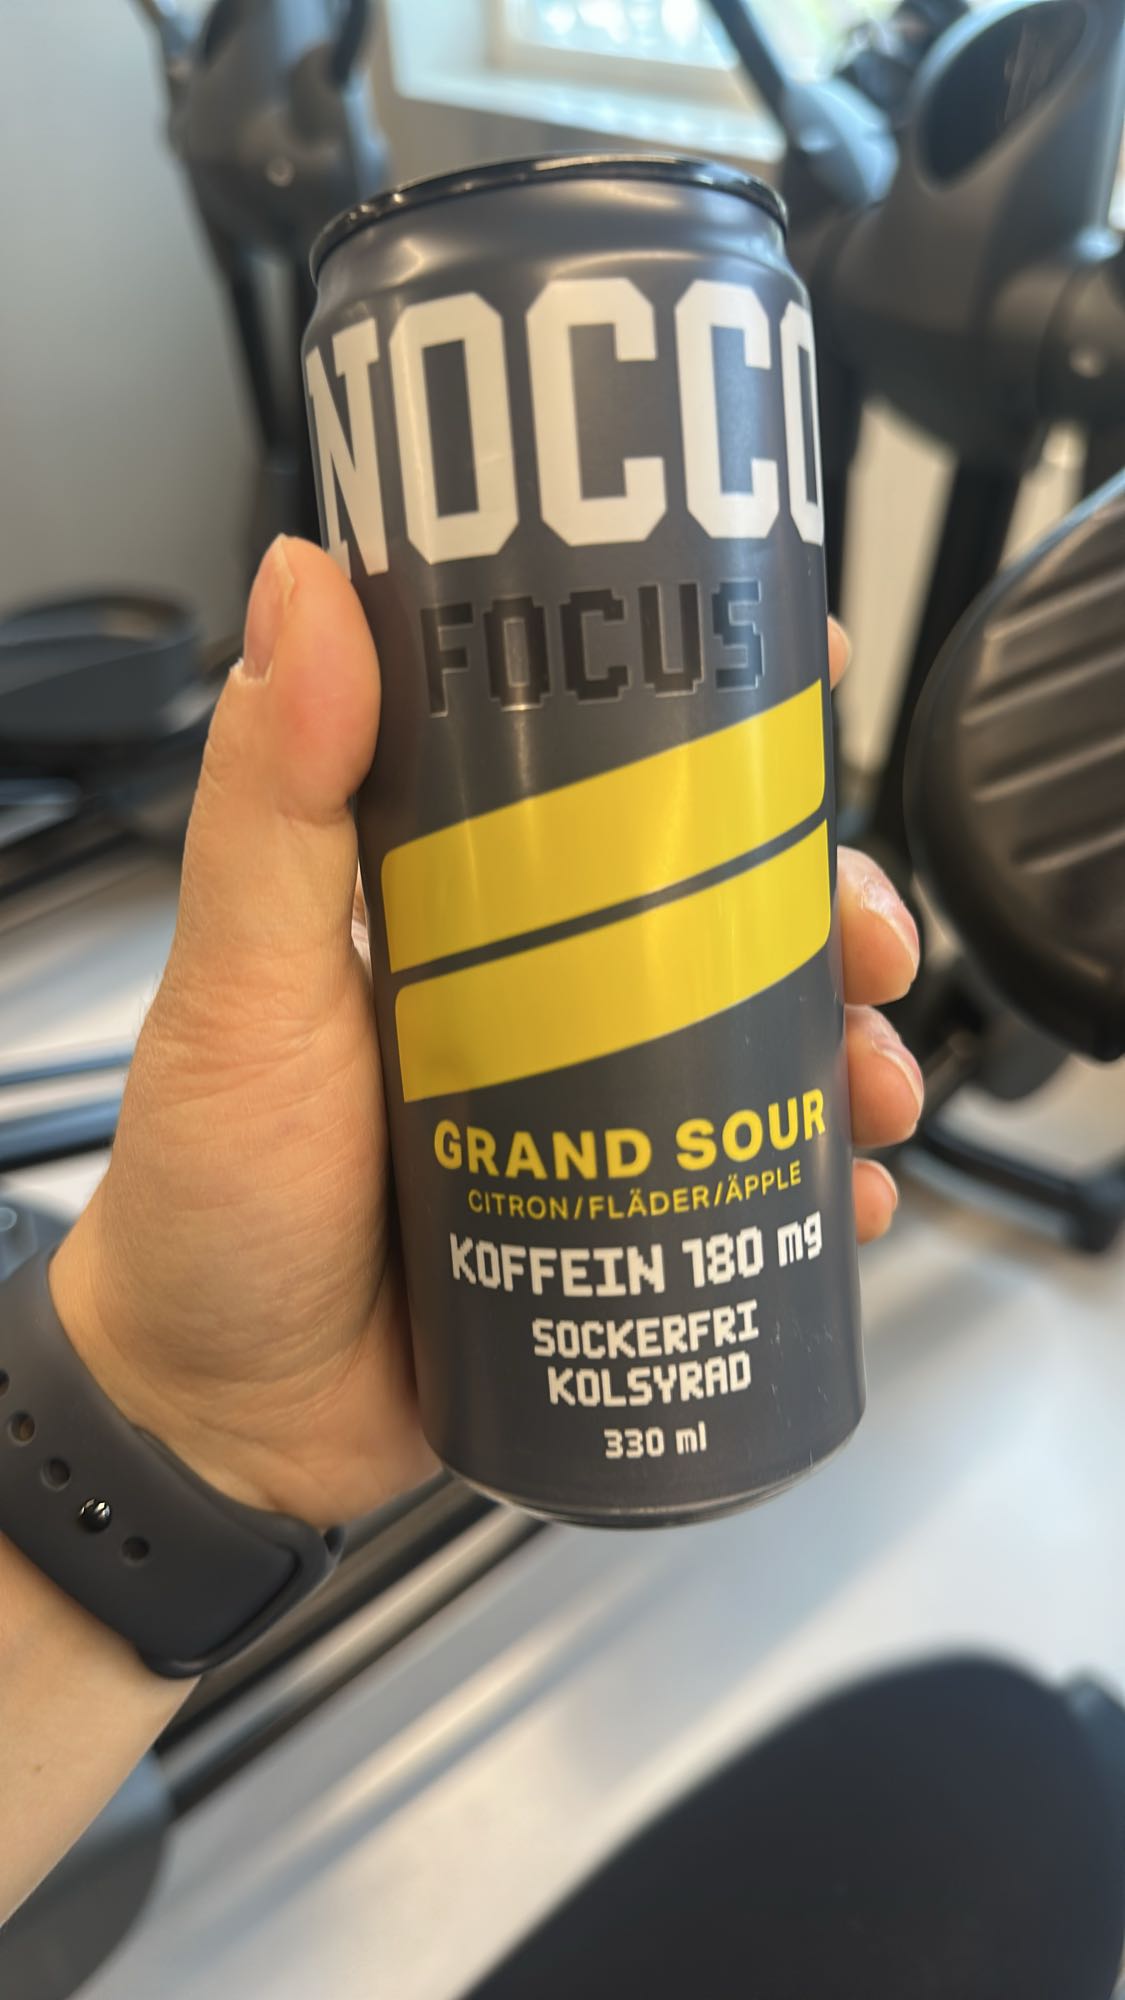 NOCCO
FOCUS
GRAND SOUR
CITRON/FLÄDER/ÄPPLE
KOFFEIN 180 mg
SOCKERFRI
KOLSYRAD
330 ml